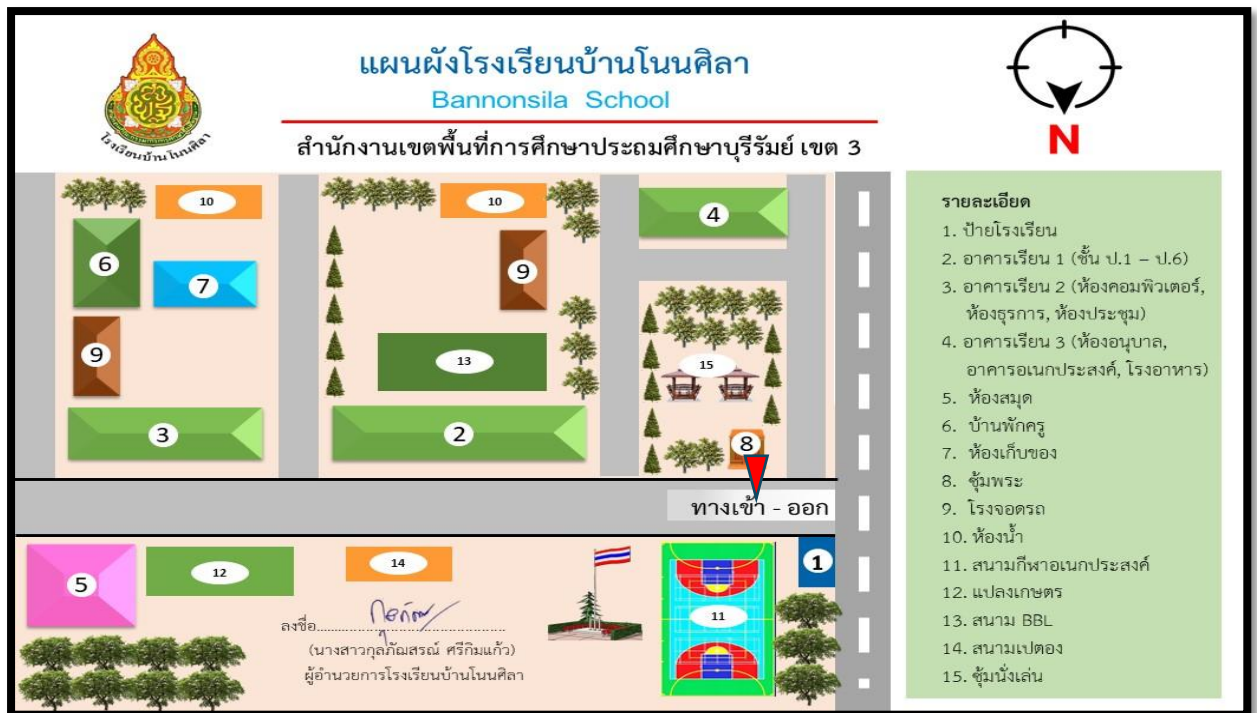 แผนผังโรงเรียนบ้านโนนศิลา
Bannonsila School
สำนักงานเขตพื้นที่การศึกษาประถมศึกษาบุรีรัมย์ เขต 3
โรงเรียนบ้านโนนศิลา
N
10
10
4
6
7
9
9
13
15
3
2
8
ทางเข้า - ออก
5
12
14
11
1
ลงชื่อ
(นางสาวกุลภัฌสรณ์ ศรีกิมแก้ว)
ผู้อำนวยการโรงเรียนบ้านโนนศิลา
รายละเอียด
1. ป้ายโรงเรียน
2. อาคารเรียน 1 (ชั้น ป.1 – ป.6)
3. อาคารเรียน 2 (ห้องคอมพิวเตอร์,
ห้องธุรการ, ห้องประชุม)
4. อาคารเรียน 3 (ห้องอนุบาล,
อาคารอเนกประสงค์, โรงอาหาร)
5. ห้องสมุด
6. บ้านพักครู
7. ห้องเก็บของ
8. ซุ้มพระ
9. โรงจอดรถ
10. ห้องน้ำ
11. สนามกีฬาอเนกประสงค์
12. แปลงเกษตร
13. สนาม BBL
14. สนามเปตอง
15. ซุ้มนั่งเล่น